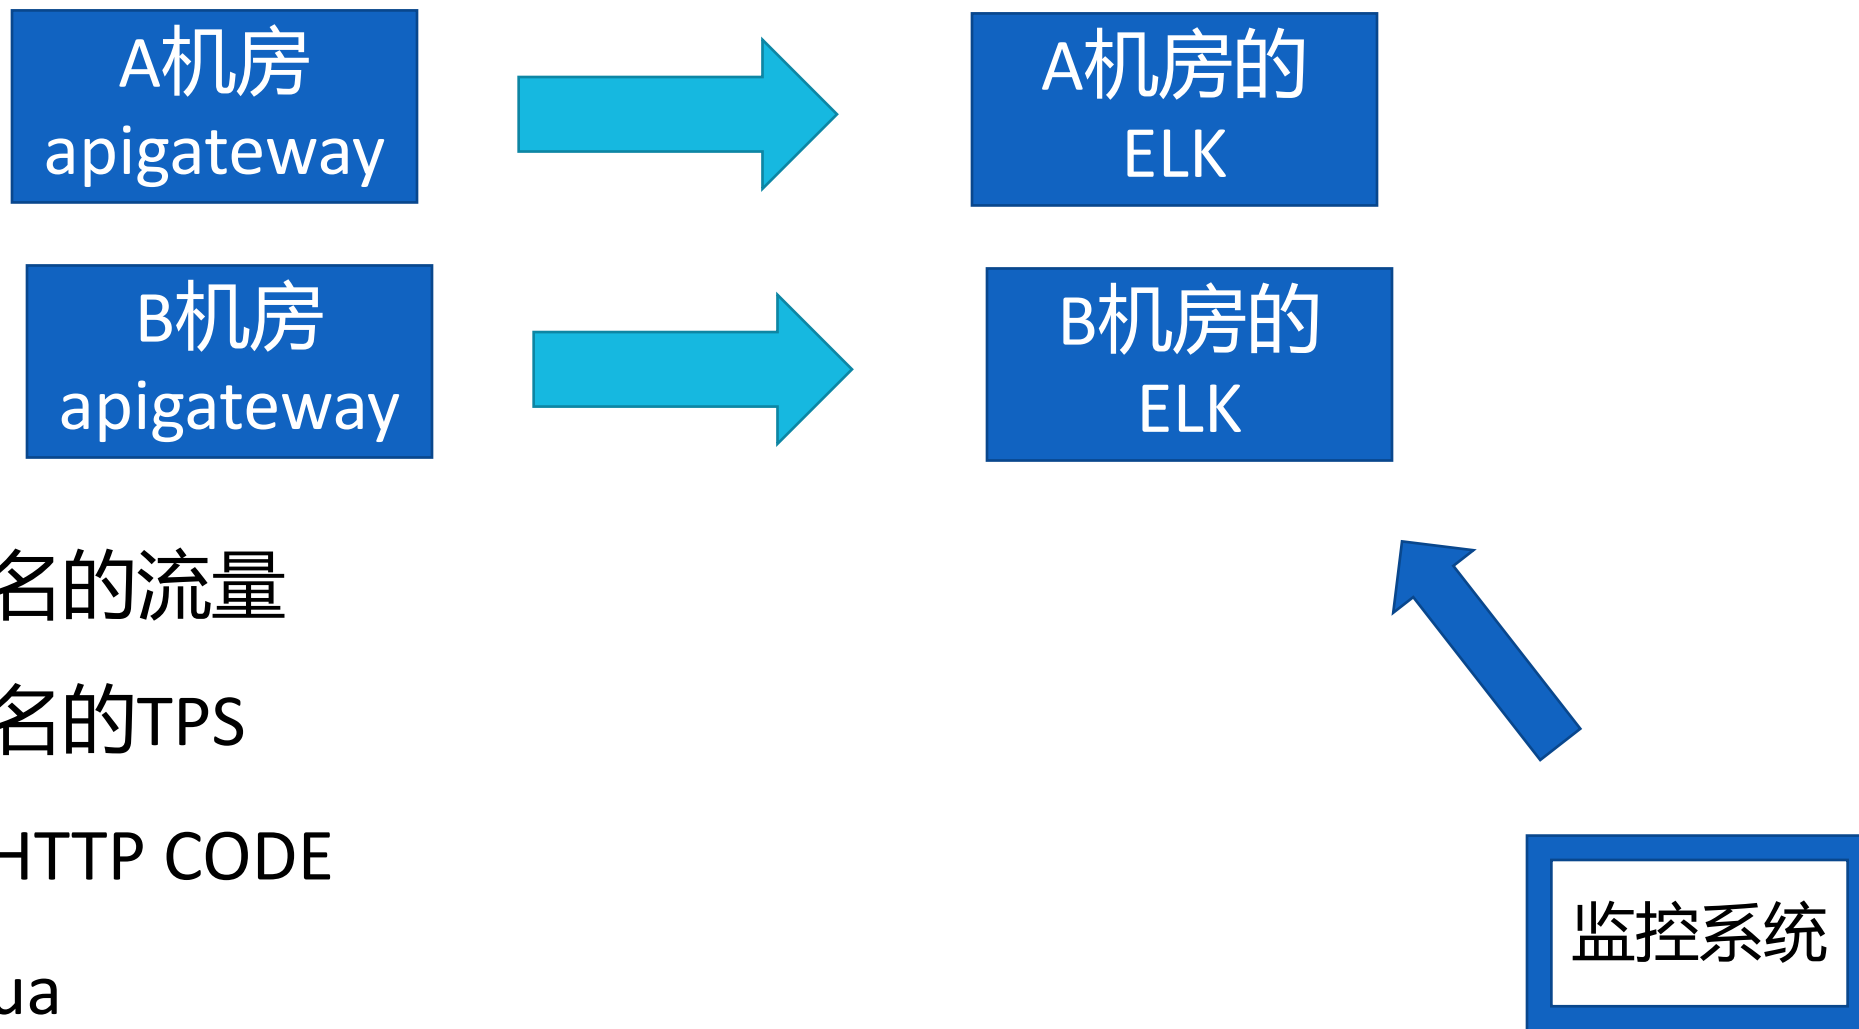 A机房
apigateway
A机房的
ELK
B机房
apigateway
B机房的
ELK
名的流量
名的TPS
HTTP CODE
ua
监控系统